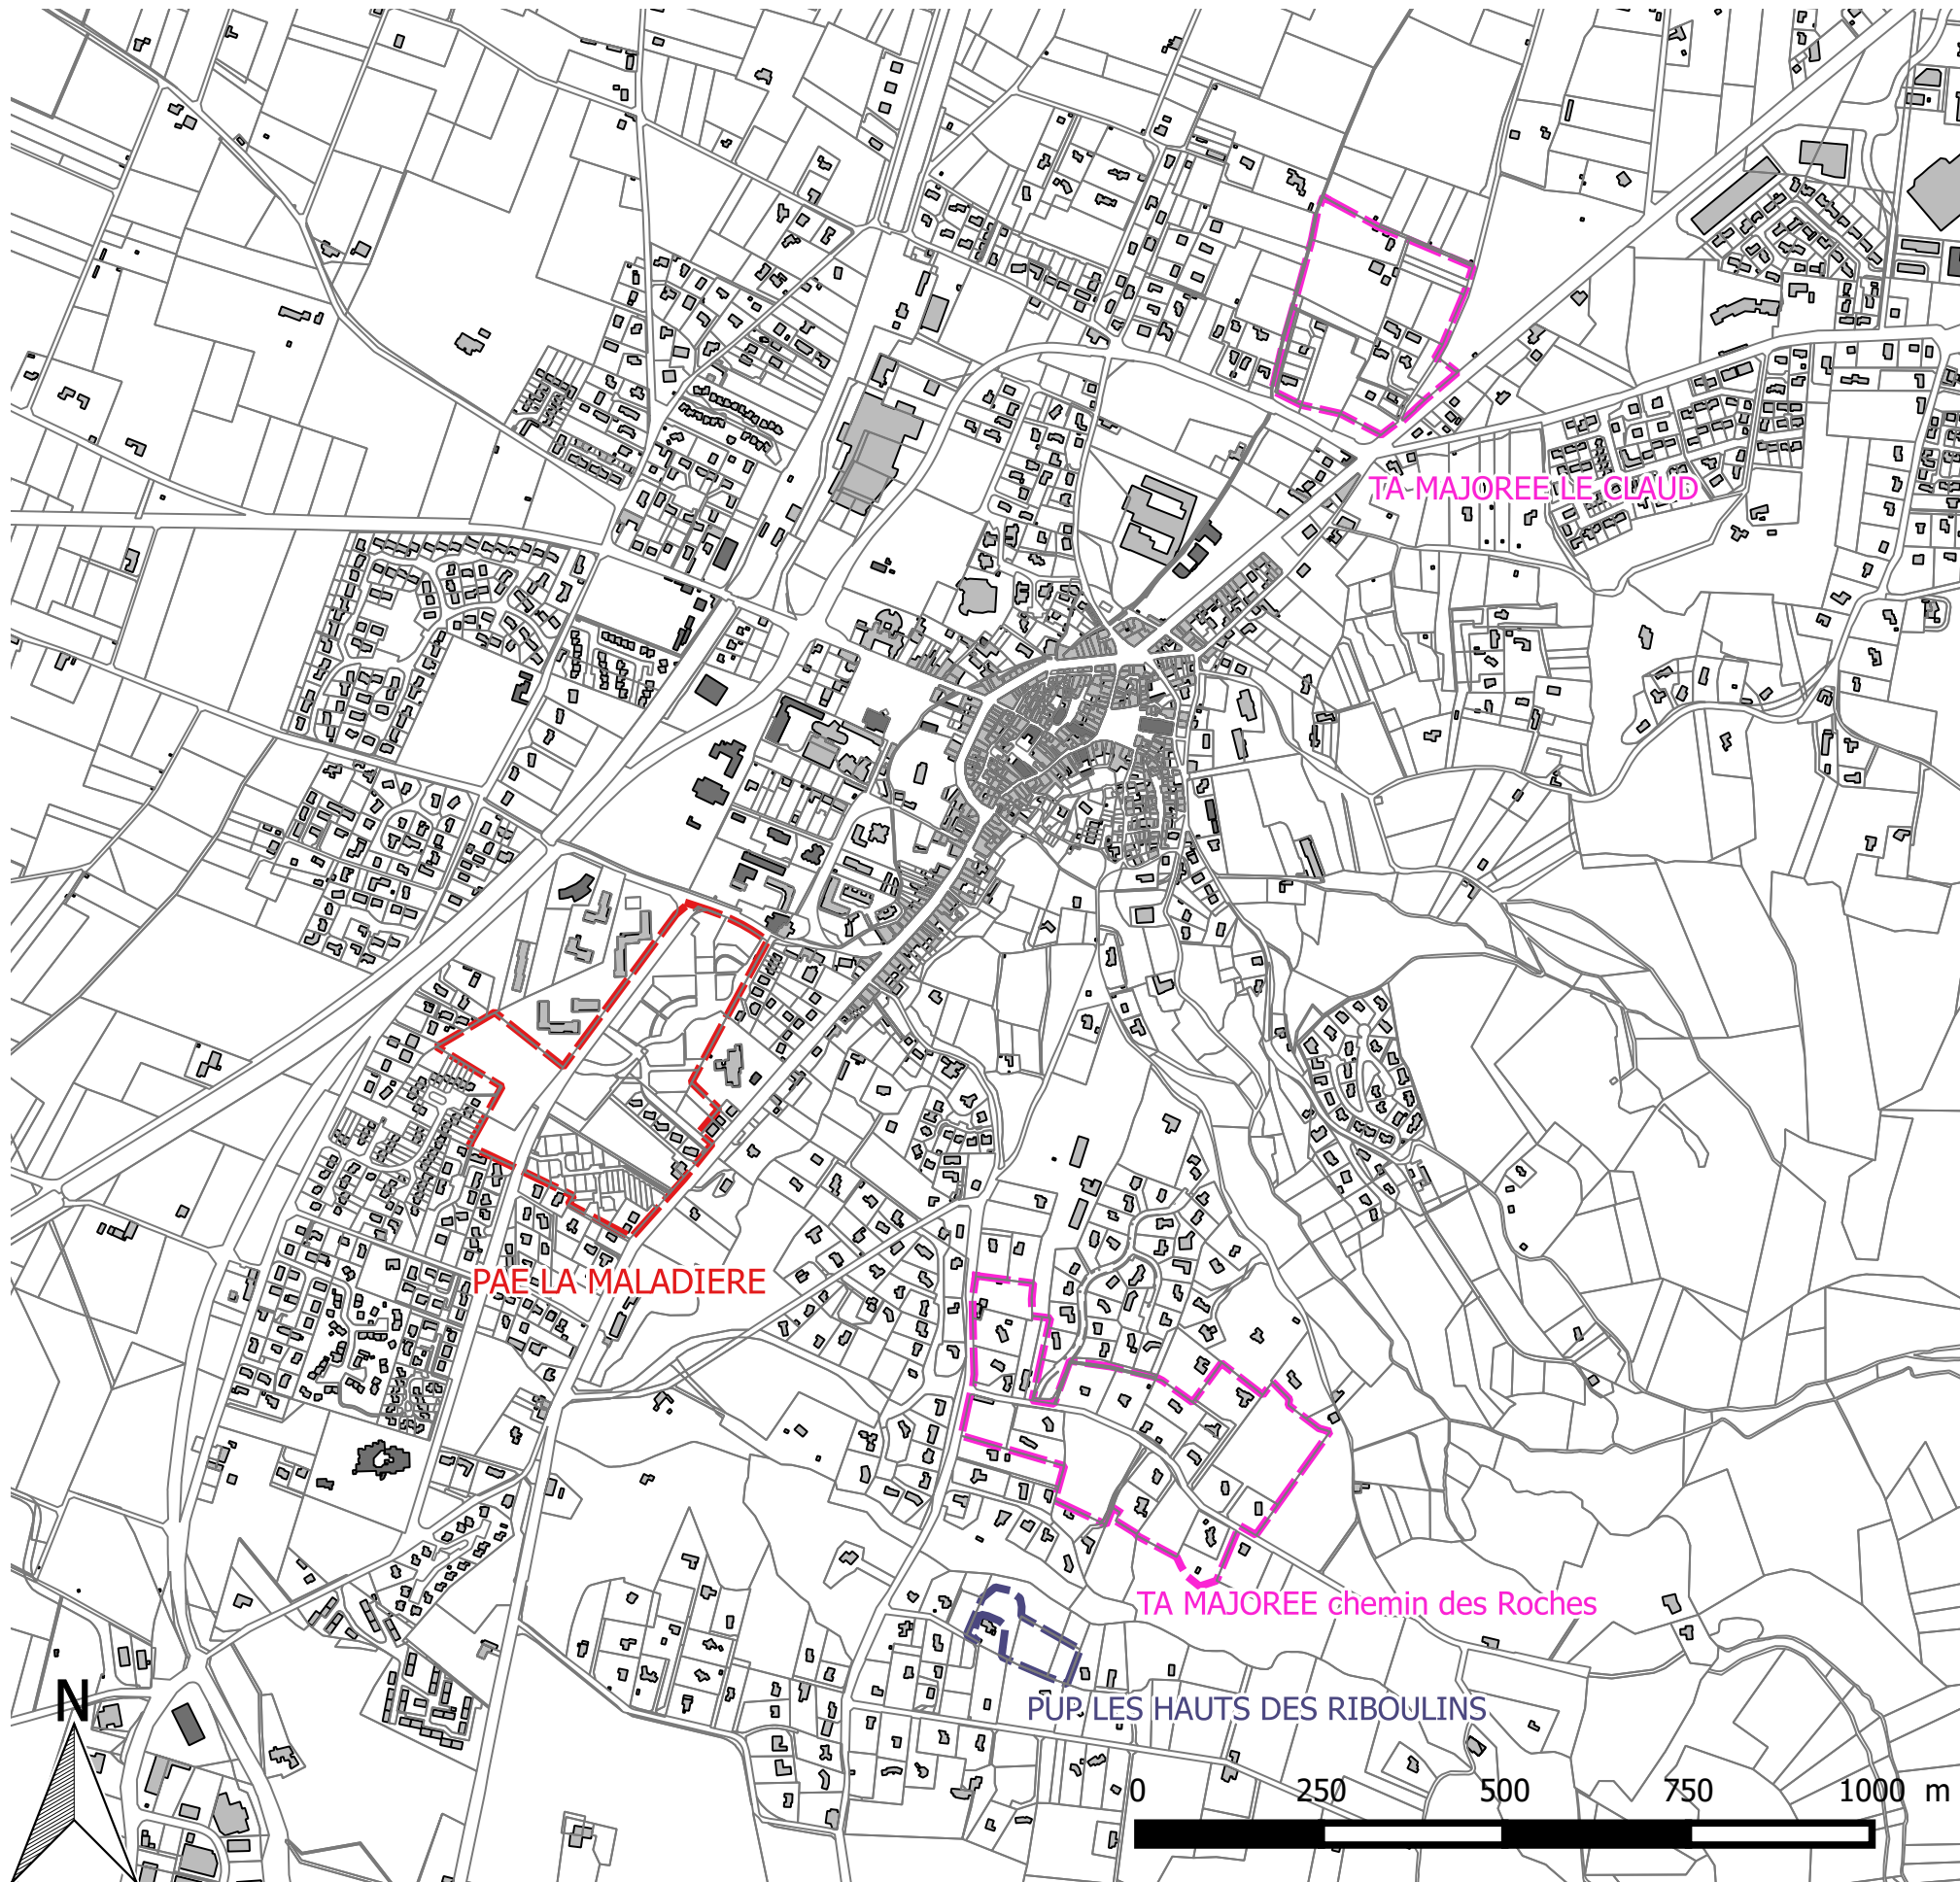 TA MAJOREE LE CLAUD
PAE LA MALADIERE
TA MAJOREE chemin des Roches
PUP LES HAUTS DES RIBOULINS
N
0 250 500 750 1000 m